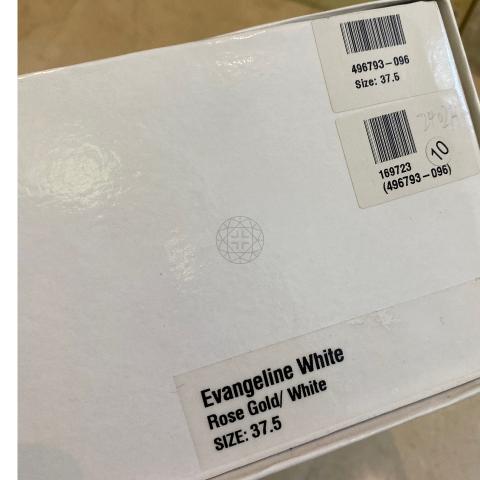 496793-096
Size: 37.5
169723
10
(496793-096)
Evangeline White
Rose Gold/ White
SIZE: 37.5